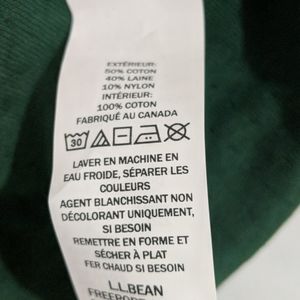 EXTÉRIEUR:
50% COTON
40% LAINE
10% NYLON
INTÉRIEUR:
100% COTON
FABRIQUÉ AU CANADA
30
LAVER EN MACHINE EN
EAU FROIDE, SÉPARER LES
COULEURS
AGENT BLANCHISSANT NON
DÉCOLORANT UNIQUEMENT,
SI BESOIN
REMETTRE EN FORME ET
SÉCHER À PLAT
FER CHAUD SI BESOIN
L.L.BEAN